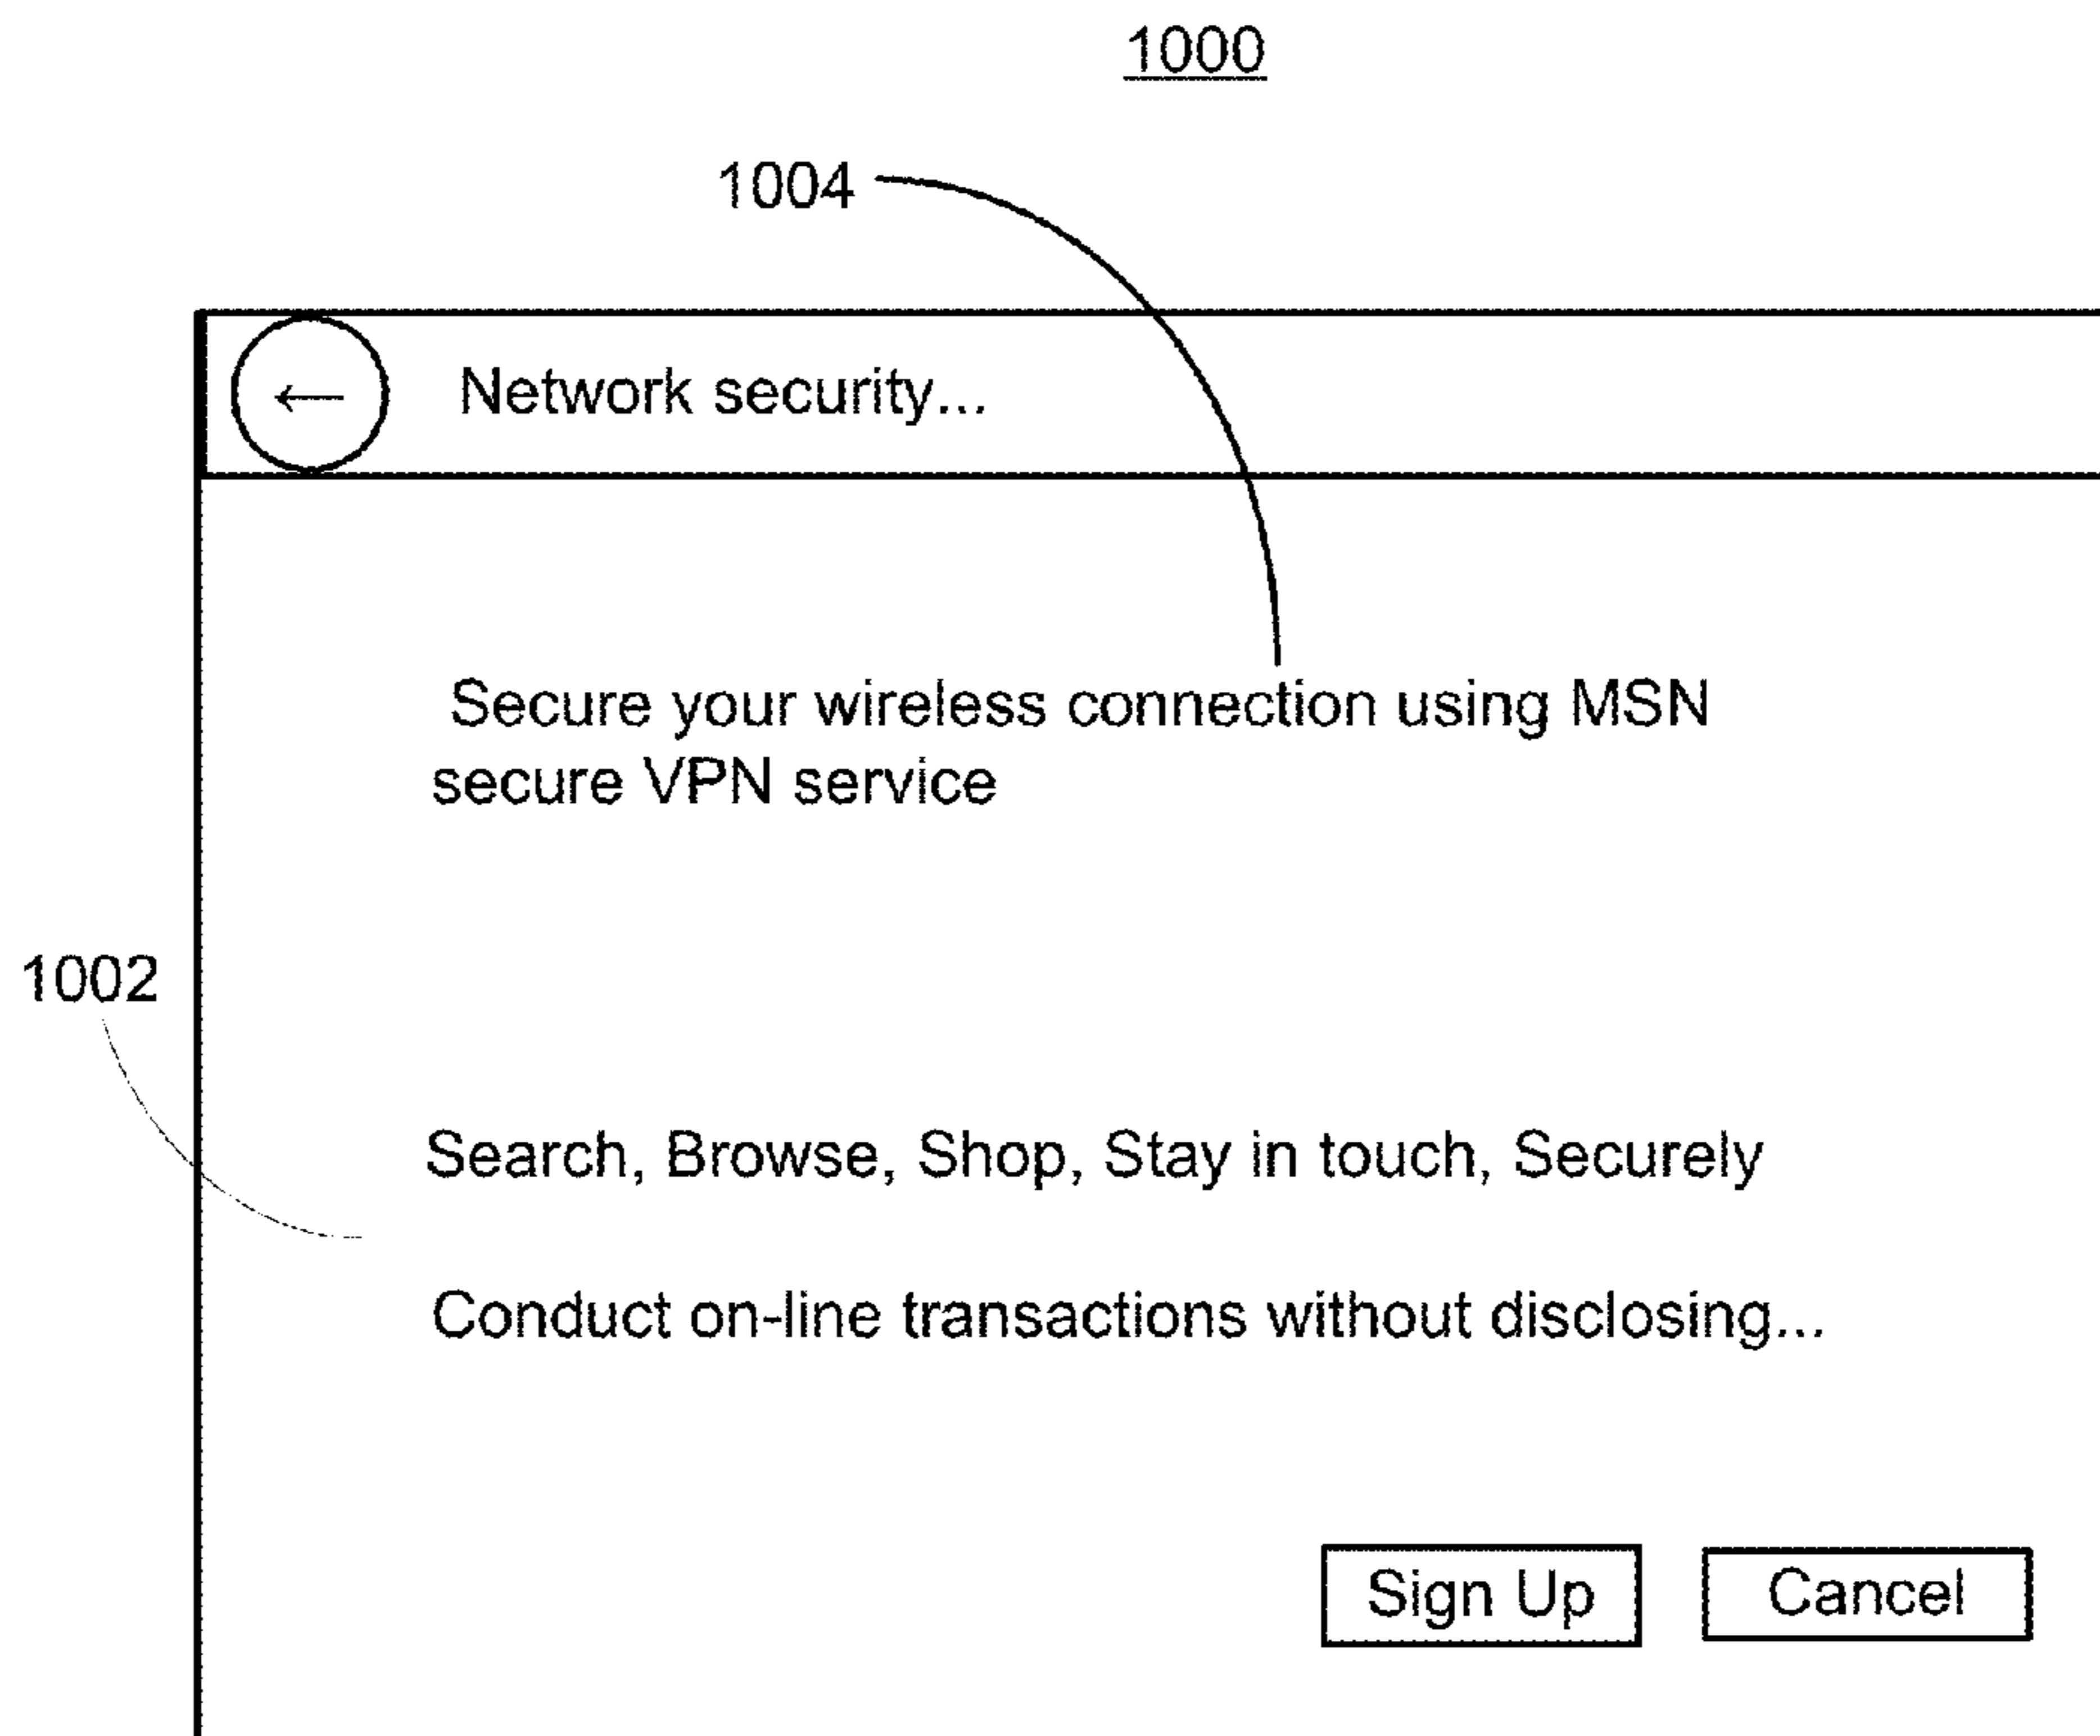 1000
1004
← Network security...
Secure your wireless connection using MSN
secure VPN service
1002
Search, Browse, Shop, Stay in touch, Securely
Conduct on-line transactions without disclosing...
Sign Up Cancel